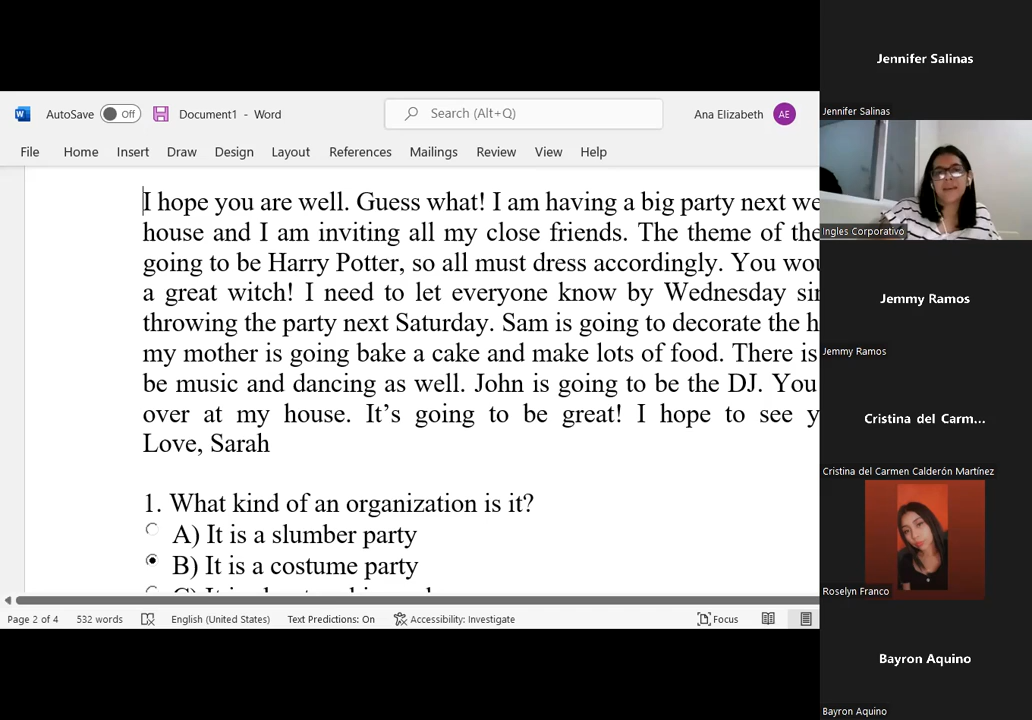 Jennifer Salinas
Jennifer Salinas
AutoSave Off Document1 - Word Search (Alt+Q) Ana Elizabeth AE
File Home Insert Draw Design Layout References Mailings Review View Help
I hope you are well. Guess what! I am having a big party next
house and I am inviting all my close friends. The theme of
going to be Harry Potter, so all must dress accordingly. You
a great witch! I need to let everyone know by Wednesday
throwing the party next Saturday. Sam is going to decorate the
my mother is going bake a cake and make lots of food. There is
be music and dancing as well. John is going to be the DJ. You
over at my house. It's going to be great! I hope to see
Love, Sarah
1. What kind of an organization is it?
A) It is a slumber party
B) It is a costume party
Page 2 of 4 532 words English (United States) Text Predictions: On Accessibility: Investigate Focus
Ingles Corporativo
Jemmy Ramos
Jemmy Ramos
Cristina del Carm...
Cristina del Carmen Calderón Martínez
Roselyn Franco
Bayron Aquino
Bayron Aquino